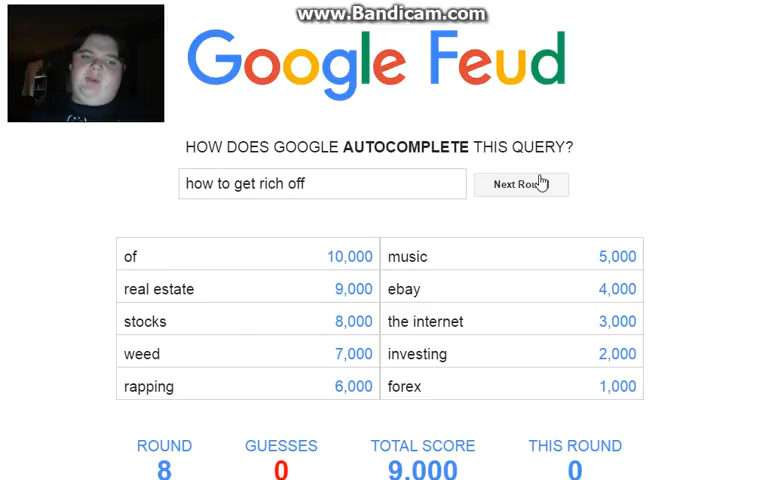 www.Bandicam.com
Google Feud
HOW DOES GOOGLE AUTOCOMPLETE THIS QUERY?
how to get rich off
Next
of 10,000 music 5,000
real estate 9,000 ebay 4,000
stocks 8,000 the internet 3,000
weed 7,000 investing 2,000
rapping 6,000 forex 1,000
ROUND GUESSES TOTAL SCORE THIS ROUND
8 0 9,000 0